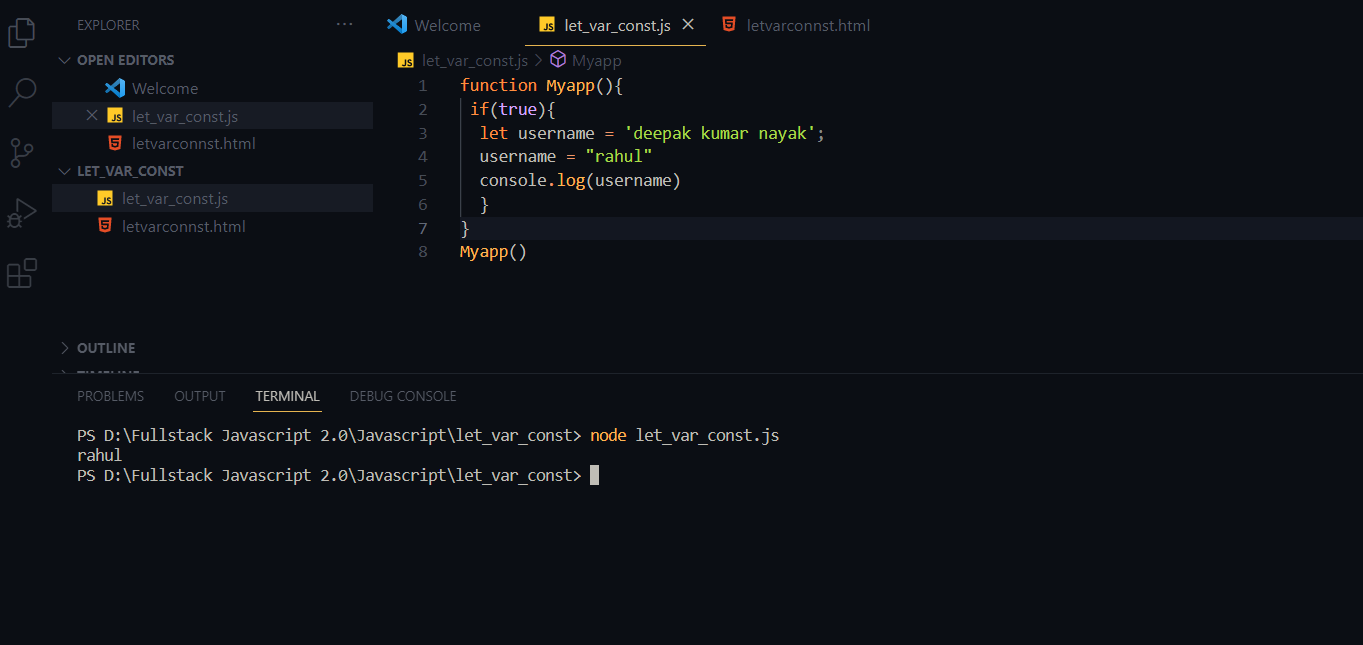 EXPLORER ···
OPEN EDITORS
Welcome
JS let_var_const.js
letvarconnst.html
LET_VAR_CONST
JS let_var_const.js
letvarconnst.html
OUTLINE
TIMELINE
Welcome JS let_var_const.js letvarconnst.html
JS let_var_const.js > Myapp
1 function Myapp(){
2 if(true){
3 let username = 'deepak kumar nayak';
4 username = "rahul"
5 console.log(username)
6 }
7 }
8 Myapp()
PROBLEMS OUTPUT TERMINAL DEBUG CONSOLE
PS D:\Fullstack Javascript 2.0\Javascript\let_var_const> node let_var_const.js
rahul
PS D:\Fullstack Javascript 2.0\Javascript\let_var_const>